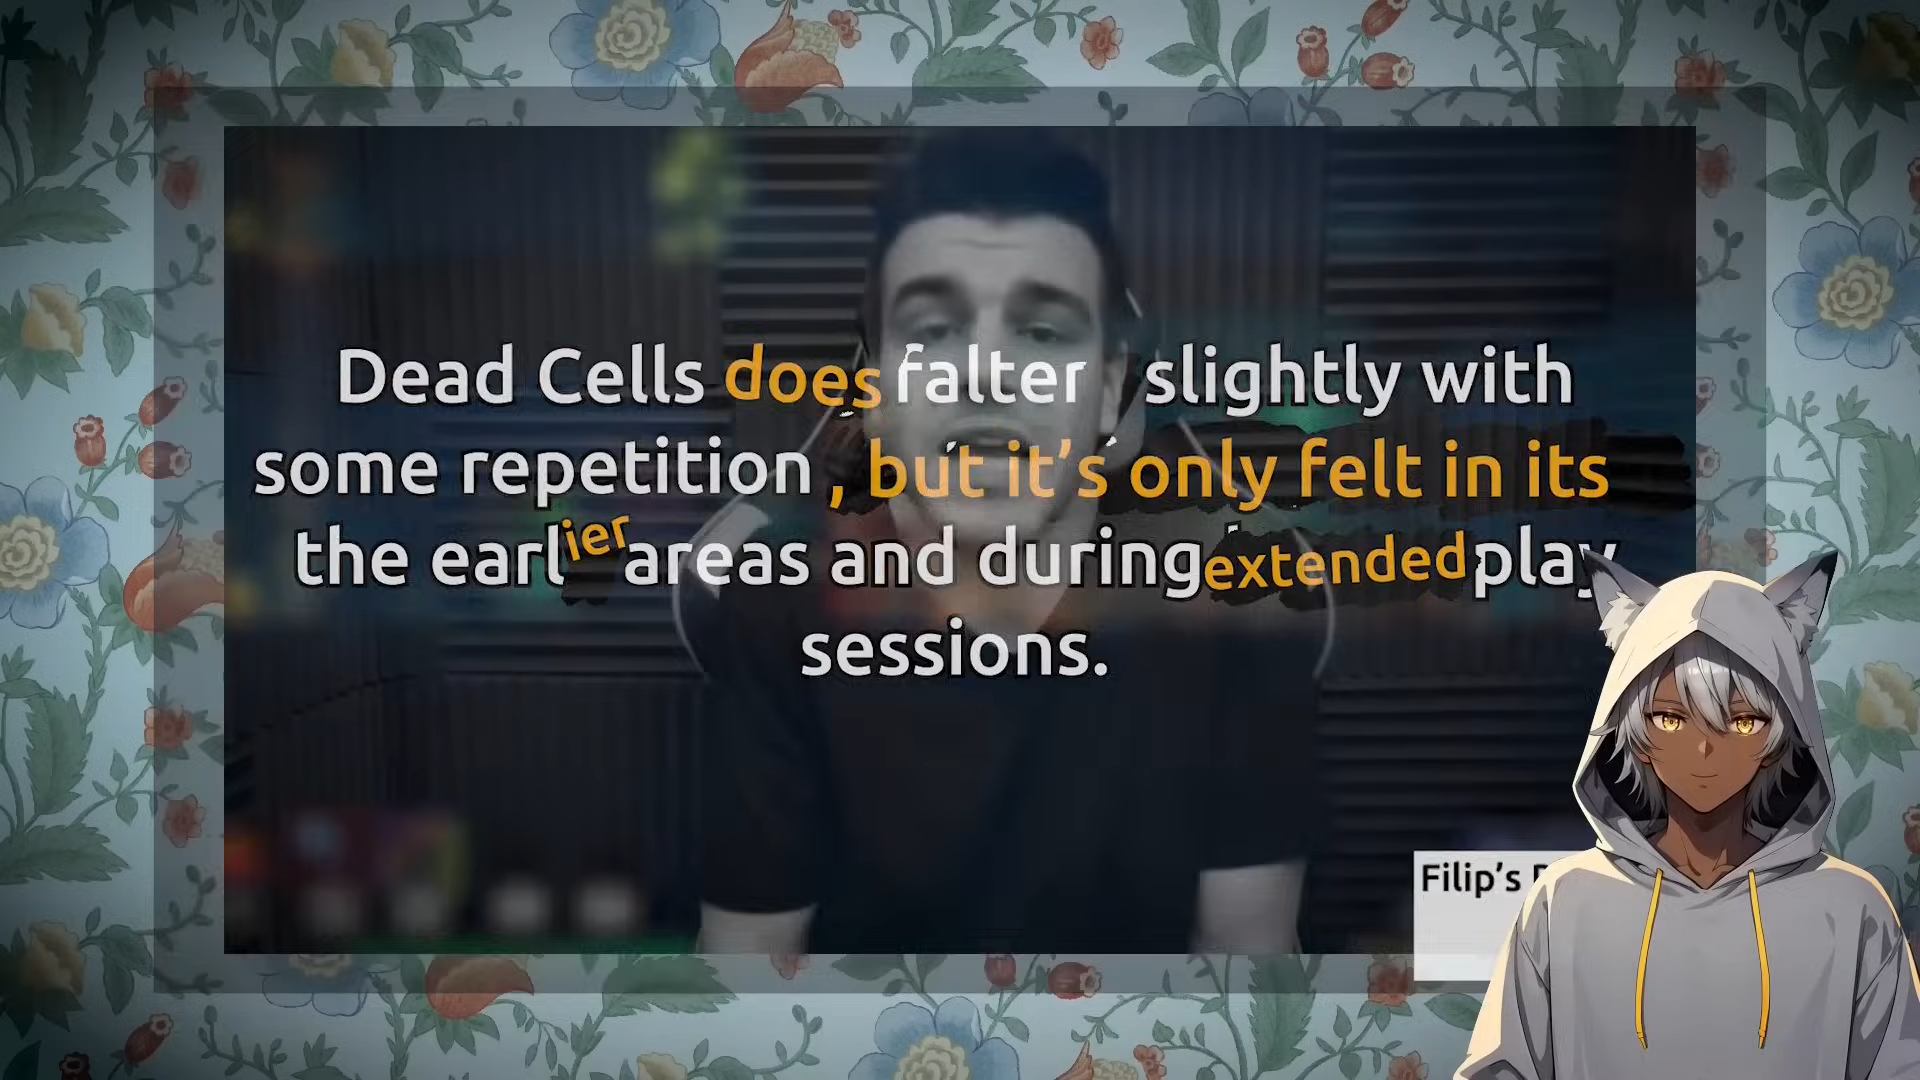 Dead Cells does falter slightly with
some repetition, but it's only felt in its
the earlier areas and during extended play
sessions.
Filip's